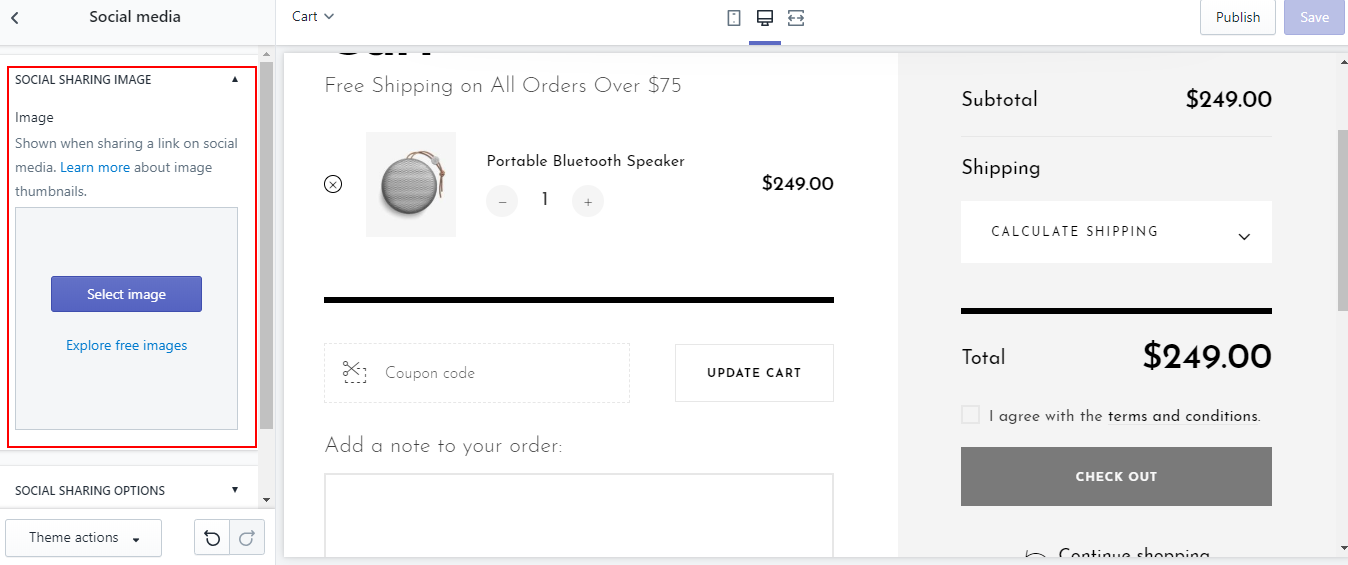 Social media
Cart
Publish
Save
SOCIAL SHARING IMAGE
Image
Shown when sharing a link on social
media. Learn more about image
thumbnails.
Select image
Explore free images
SOCIAL SHARING OPTIONS
Theme actions
Cart
Free Shipping on All Orders Over $75
Portable Bluetooth Speaker
1
$249.00
Coupon code
UPDATE CART
Add a note to your order:
Subtotal
$249.00
Shipping
CALCULATE SHIPPING
Total
$249.00
I agree with the terms and conditions.
CHECK OUT
Continue shopping